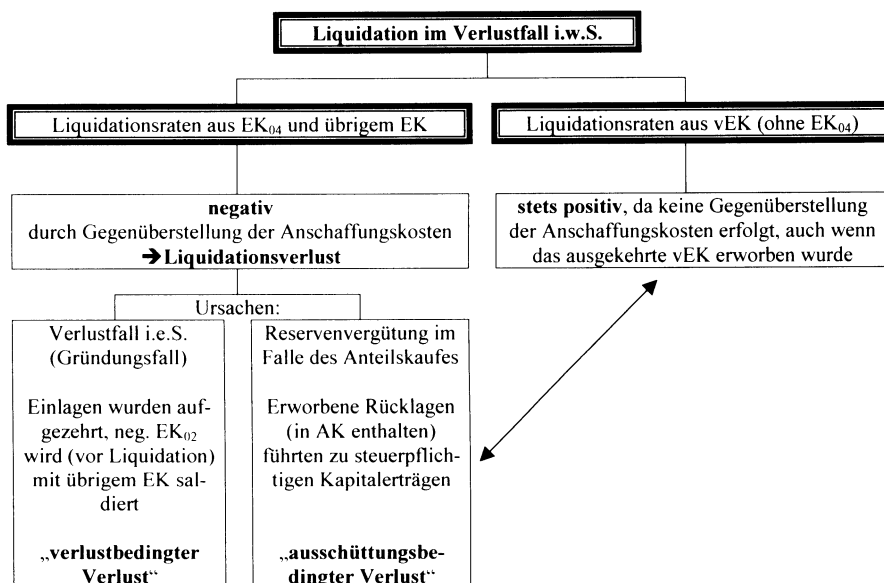 Liquidation im Verlustfall i.w.S.
Liquidationsraten aus EK04 und übrigem EK
Liquidationsraten aus vEK (ohne EK04)
negativ
durch Gegenüberstellung der Anschaffungskosten
➔ Liquidationsverlust
stets positiv, da keine Gegenüberstellung
der Anschaffungskosten erfolgt, auch wenn
das ausgekehrte vEK erworben wurde
Ursachen:
Verlustfall i.e.S.
(Gründungsfall)
Einlagen wurden auf-
gezehrt, neg. EK02
wird (vor Liquidation)
mit übrigem EK sal-
diert
„verlustbedingter
Verlust“
Reservenvergütung im
Falle des Anteilskaufes
Erworbene Rücklagen
(in AK enthalten)
führten zu steuerpflich-
tigen Kapitalerträgen
„ausschüttungsbe-
dingter Verlust“